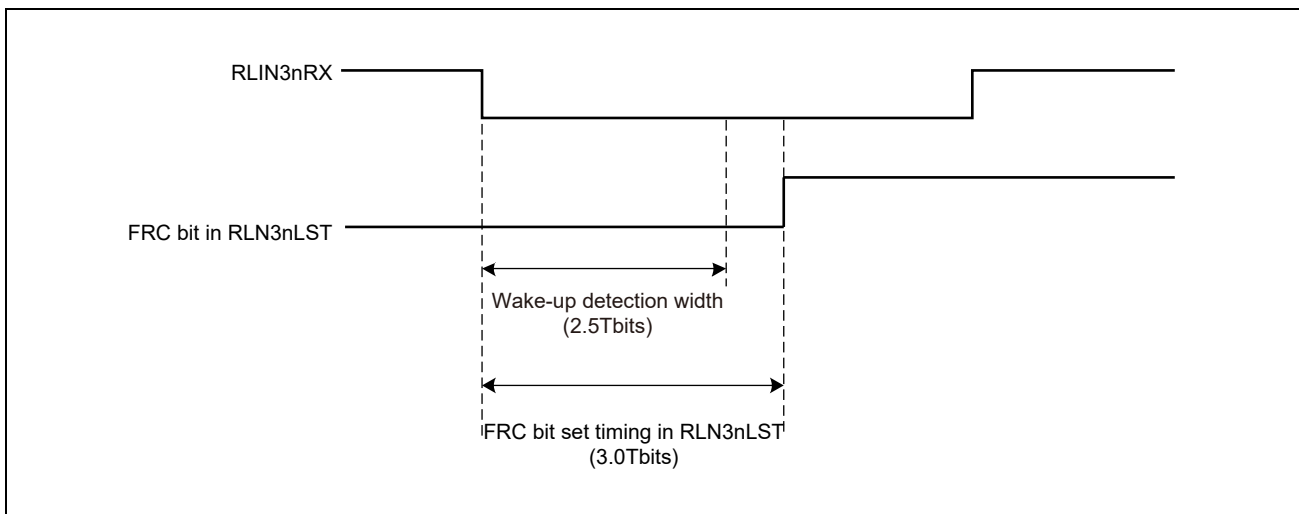 RLIN3nRX
FRC bit in RLN3nLST
Wake-up detection width
(2.5Tbits)
FRC bit set timing in RLN3nLST
(3.0Tbits)